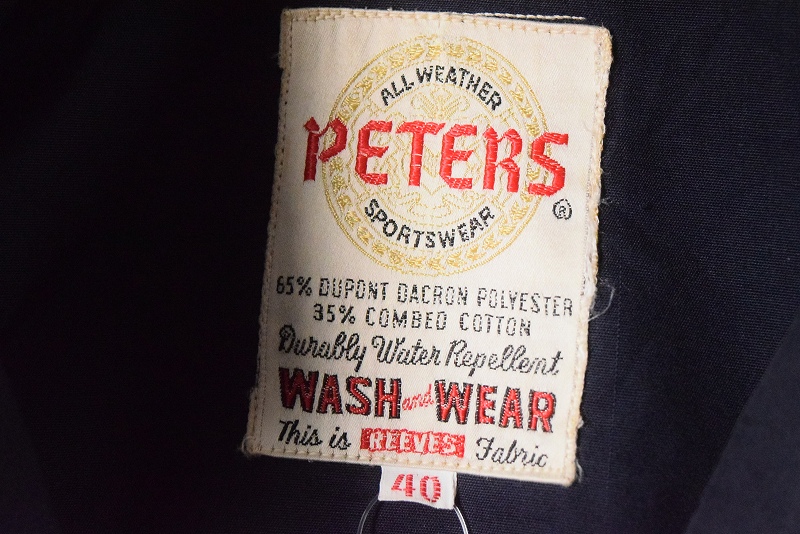 ALL WEATHER
PETERS
®
SPORTSWEAR
65% DUPONT DACRON POLYESTER
35% COMBED COTTON
Durably Water Repellent
WASH and WEAR
This is REEVES Fabric
40